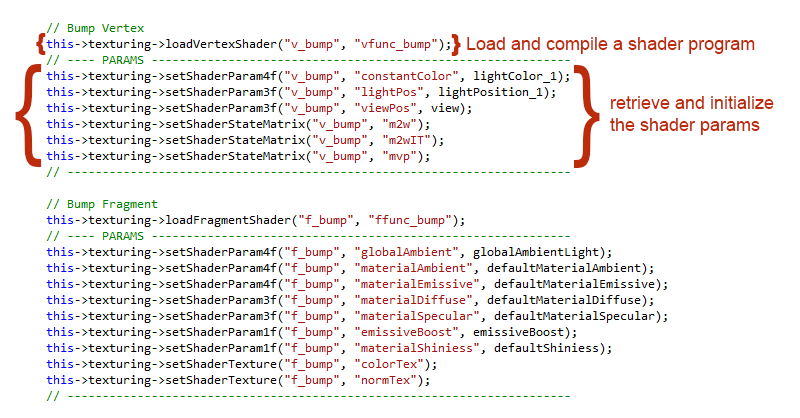 // Bump Vertex
this->texturing->loadVertexShader("v_bump", "vfunc_bump"); Load and compile a shader program
// ---- PARAMS ------------------------------------------------------------
this->texturing->setShaderParam4f("v_bump", "constantColor", lightColor_1);
this->texturing->setShaderParam3f("v_bump", "lightPos", lightPosition_1);
this->texturing->setShaderParam3f("v_bump", "viewPos", view);
this->texturing->setShaderStateMatrix("v_bump", "m2w");
this->texturing->setShaderStateMatrix("v_bump", "m2wIT");
this->texturing->setShaderStateMatrix("v_bump", "mvp");
// ------------------------------------------------------------------------
retrieve and initialize
the shader params
// Bump Fragment
this->texturing->loadFragmentShader("f_bump", "ffunc_bump");
// ---- PARAMS ------------------------------------------------------------
this->texturing->setShaderParam4f("f_bump", "globalAmbient", globalAmbientLight);
this->texturing->setShaderParam4f("f_bump", "materialAmbient", defaultMaterialAmbient);
this->texturing->setShaderParam4f("f_bump", "materialEmissive", defaultMaterialEmissive);
this->texturing->setShaderParam3f("f_bump", "materialDiffuse", defaultMaterialDiffuse);
this->texturing->setShaderParam3f("f_bump", "materialSpecular", defaultMaterialSpecular);
this->texturing->setShaderParam1f("f_bump", "emissiveBoost", emissiveBoost);
this->texturing->setShaderParam1f("f_bump", "materialShiniess", defaultShiniess);
this->texturing->setShaderTexture("f_bump", "colorTex");
this->texturing->setShaderTexture("f_bump", "normTex");
// ------------------------------------------------------------------------